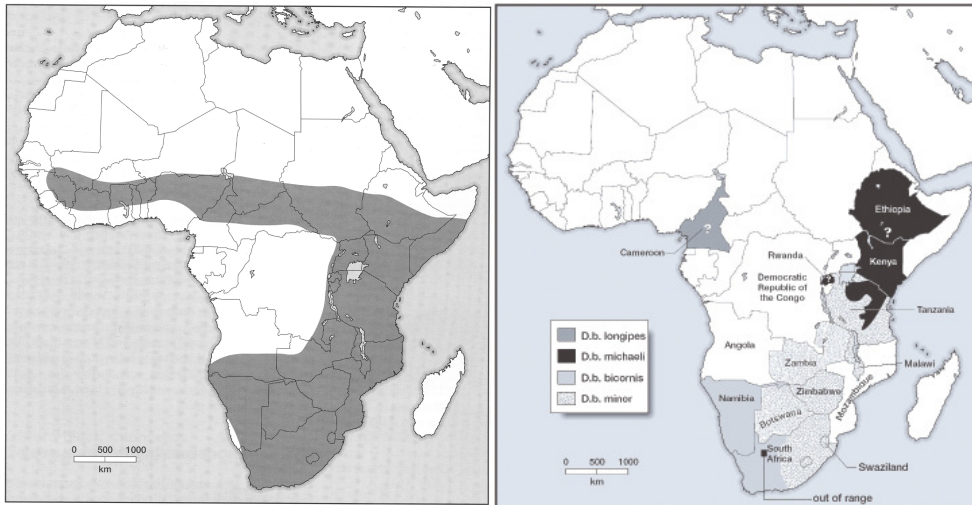 0 500 1000
km
Ethiopia
?
?
Cameroon
Kenya
Rwanda
Democratic
Republic of
the Congo
Tanzania
D.b. longipes
D.b. michaeli
D.b. bicornis
D.b. minor
Angola
Zambia
Malawi
Mozambique
Zimbabwe
Namibia
Botswana
South
Africa
Swaziland
0 500 1000
km
out of range